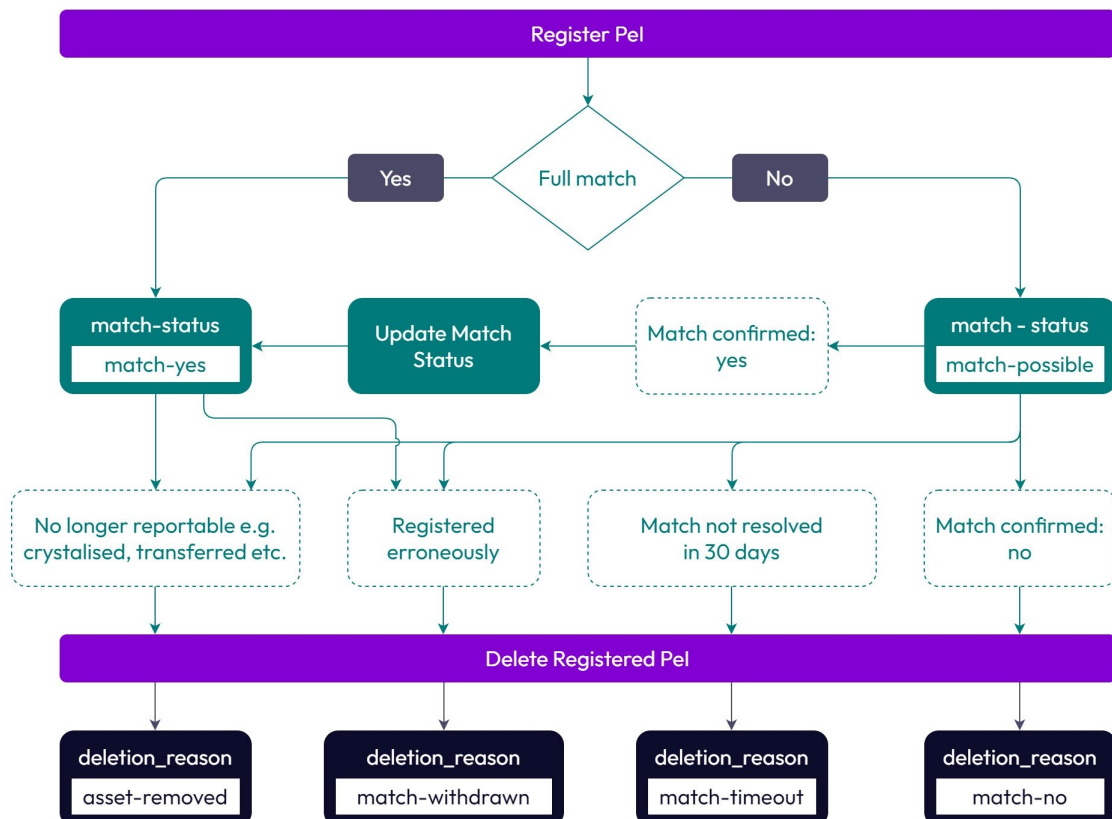 Register PeI
Yes
Full match
No
match-status
match-yes
Update Match
Status
Match confirmed:
yes
match - status
match-possible
No longer reportable e.g.
crystalised, transferred etc.
Registered
erroneously
Match not resolved
in 30 days
Match confirmed:
no
Delete Registered PeI
deletion_reason
asset-removed
deletion_reason
match-withdrawn
deletion_reason
match-timeout
deletion_reason
match-no